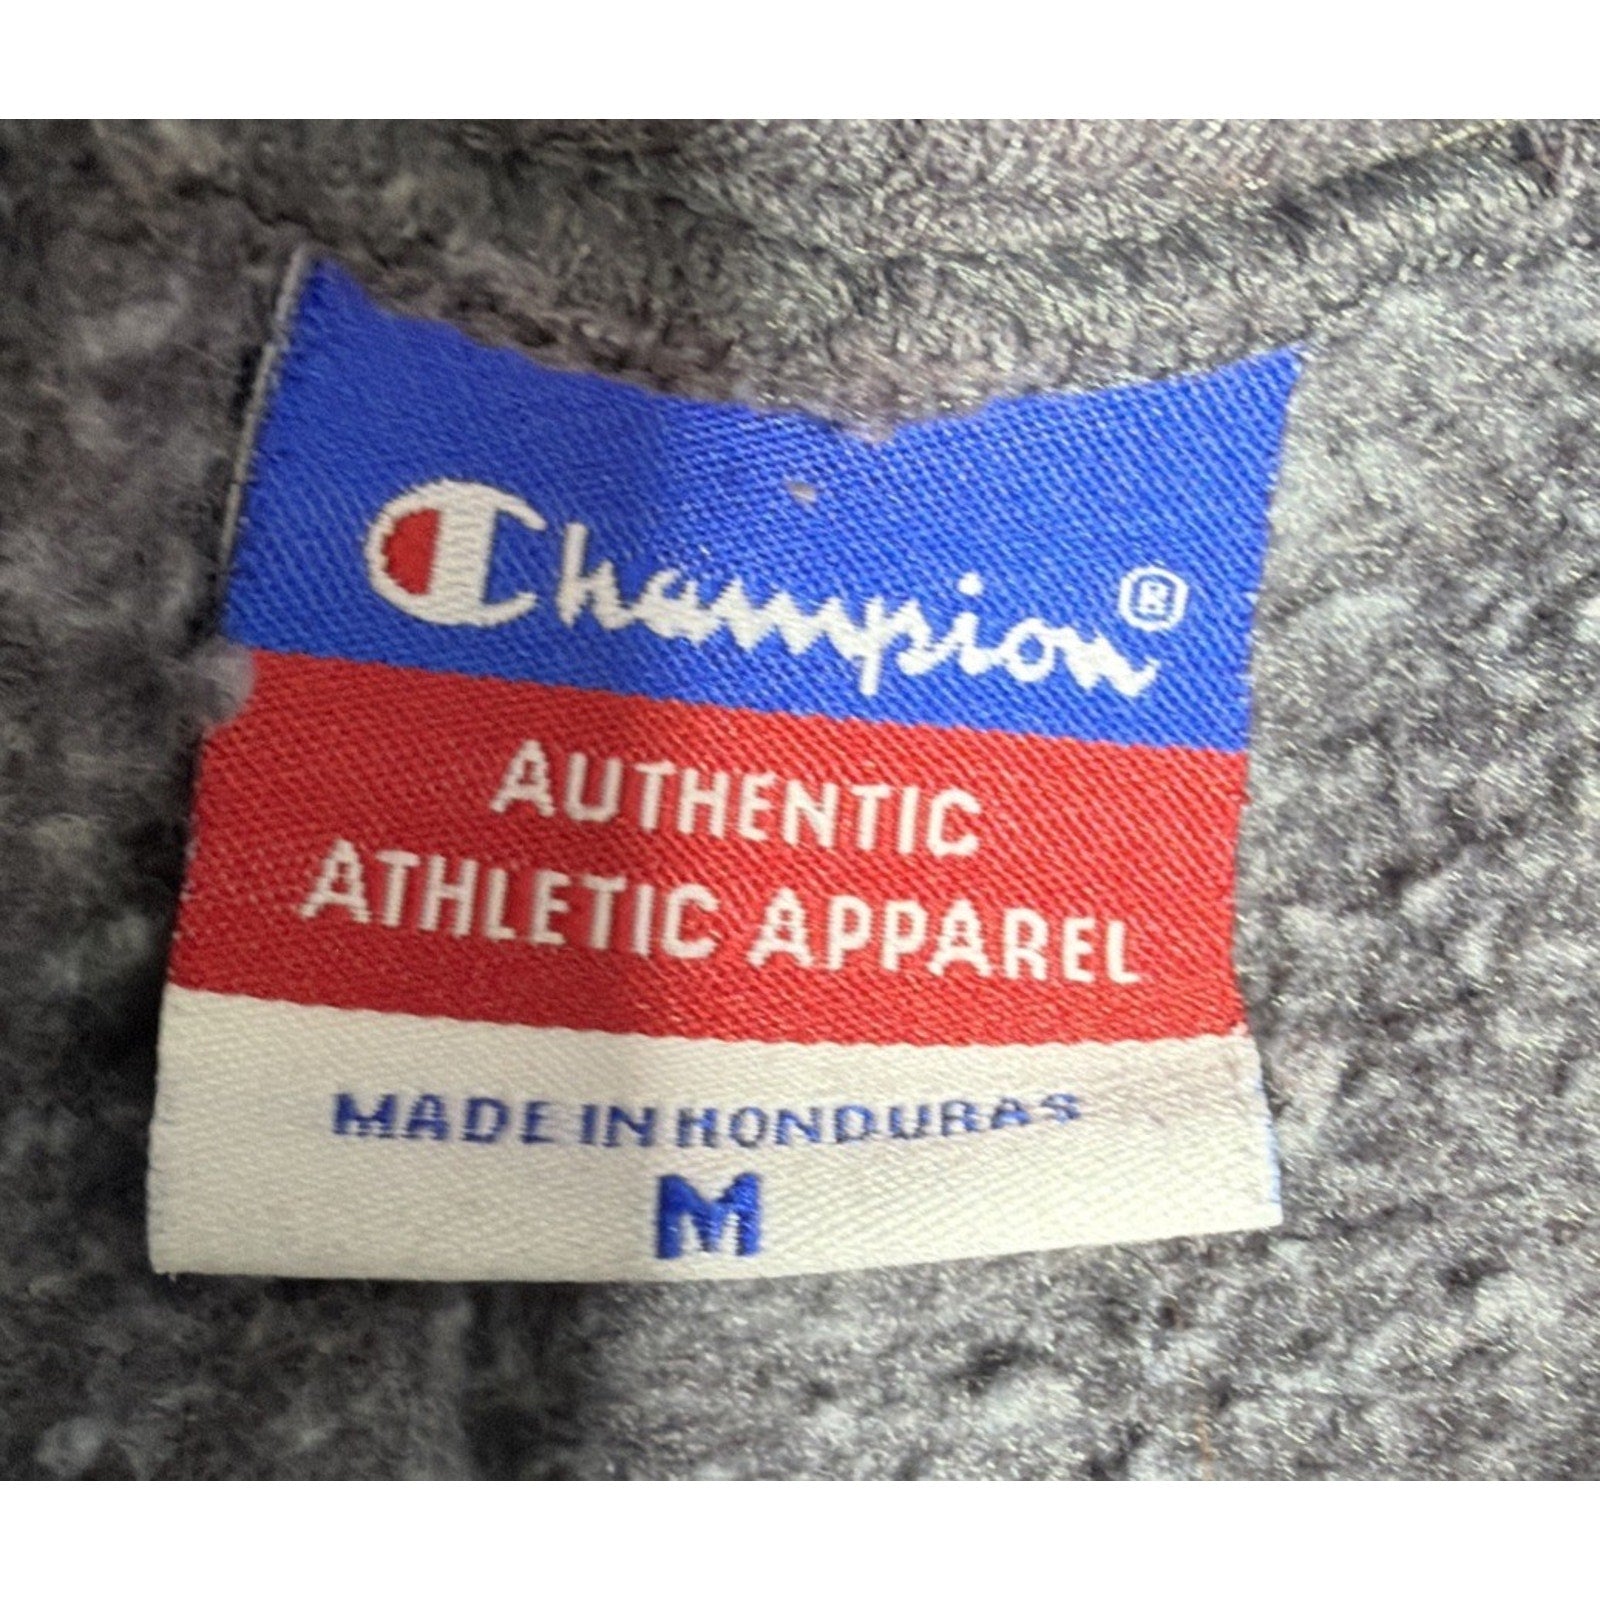 Champion®
AUTHENTIC
ATHLETIC APPAREL
MADE IN HONDURAS
M